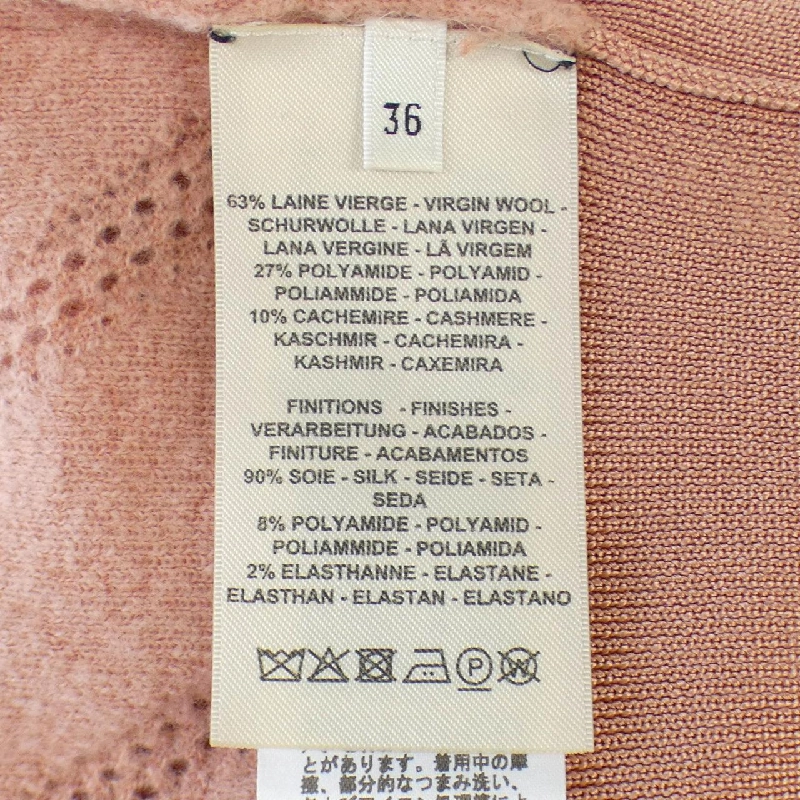 36
63% LAINE VIERGE - VIRGIN WOOL -
SCHURWOLLE - LANA VIRGEN -
LANA VERGINE - LÃ VIRGEM
27% POLYAMIDE - POLYAMID -
POLIAMMIDE - POLIAMIDA
10% CACHEMIRE - CASHMERE -
KASCHMIR - CACHEMIRA -
KASHMIR - CAXEMIRA
FINITIONS - FINISHES -
VERARBEITUNG - ACABADOS -
FINITURE - ACABAMENTOS
90% SOIE - SILK - SEIDE - SETA -
SEDA
8% POLYAMIDE - POLYAMID -
POLIAMMIDE - POLIAMIDA
2% ELASTHANNE - ELASTANE -
ELASTHAN - ELASTAN - ELASTANO
P W
とがあります。着用中の摩
擦、部分的なつまみ洗い、